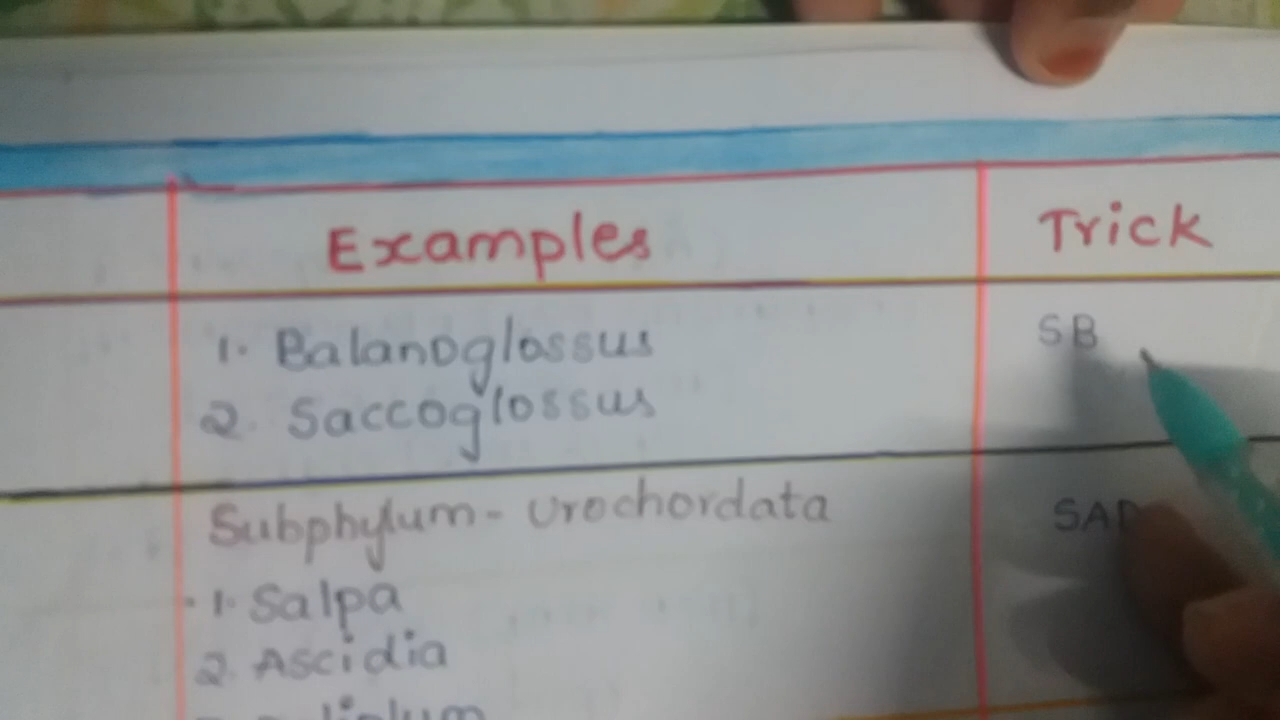 Examples
Trick
1. Balanoglossus
SB
2. Saccoglossus
Subphylum - Urochordata
1. Salpa
2. Ascidia